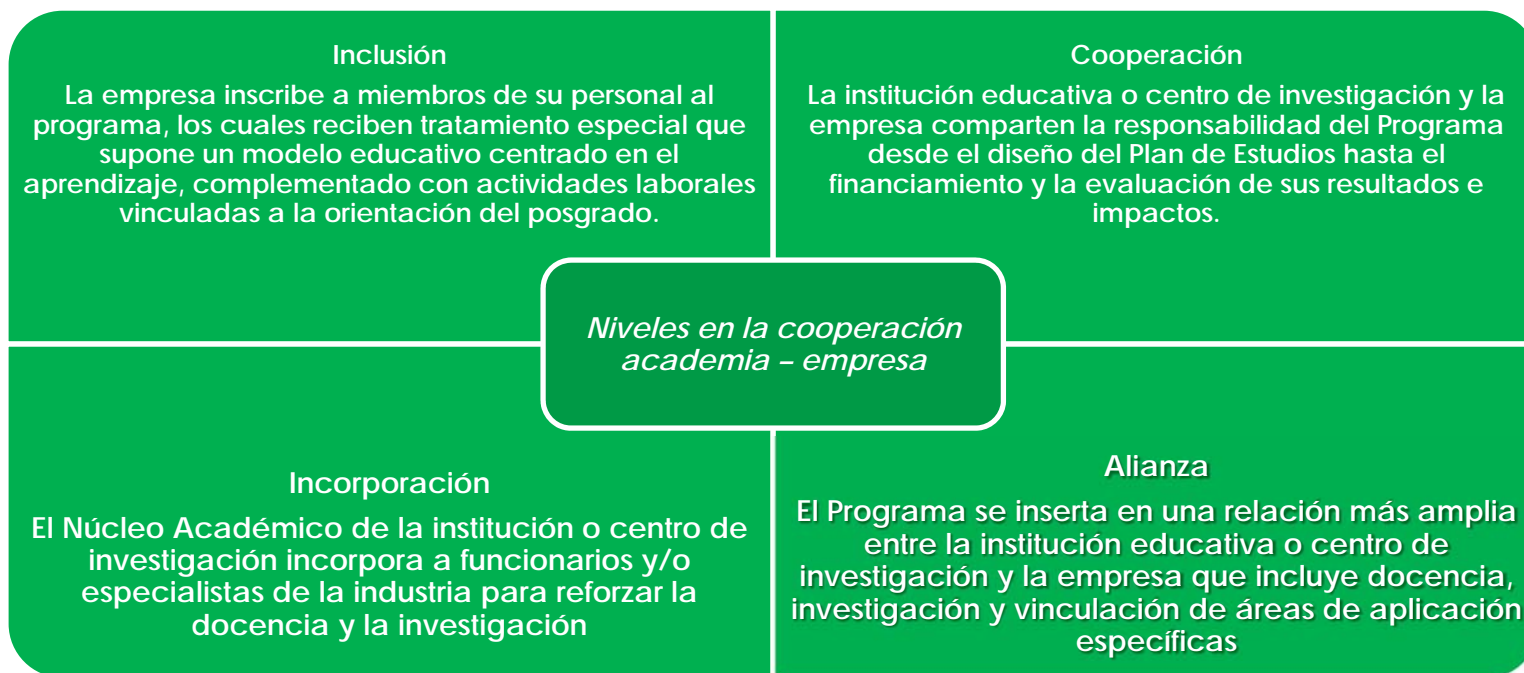 Inclusión
La empresa inscribe a miembros de su personal al
programa, los cuales reciben tratamiento especial que
supone un modelo educativo centrado en el
aprendizaje, complementado con actividades laborales
vinculadas a la orientación del posgrado.
Cooperación
La institución educativa o centro de investigación y la
empresa comparten la responsabilidad del Programa
desde el diseño del Plan de Estudios hasta el
financiamiento y la evaluación de sus resultados e
impactos.
Niveles en la cooperación
academia – empresa
Incorporación
El Núcleo Académico de la institución o centro de
investigación incorpora a funcionarios y/o
especialistas de la industria para reforzar la
docencia y la investigación
Alianza
El Programa se inserta en una relación más amplia
entre la institución educativa o centro de
investigación y la empresa que incluye docencia,
investigación y vinculación de áreas de aplicación
específicas